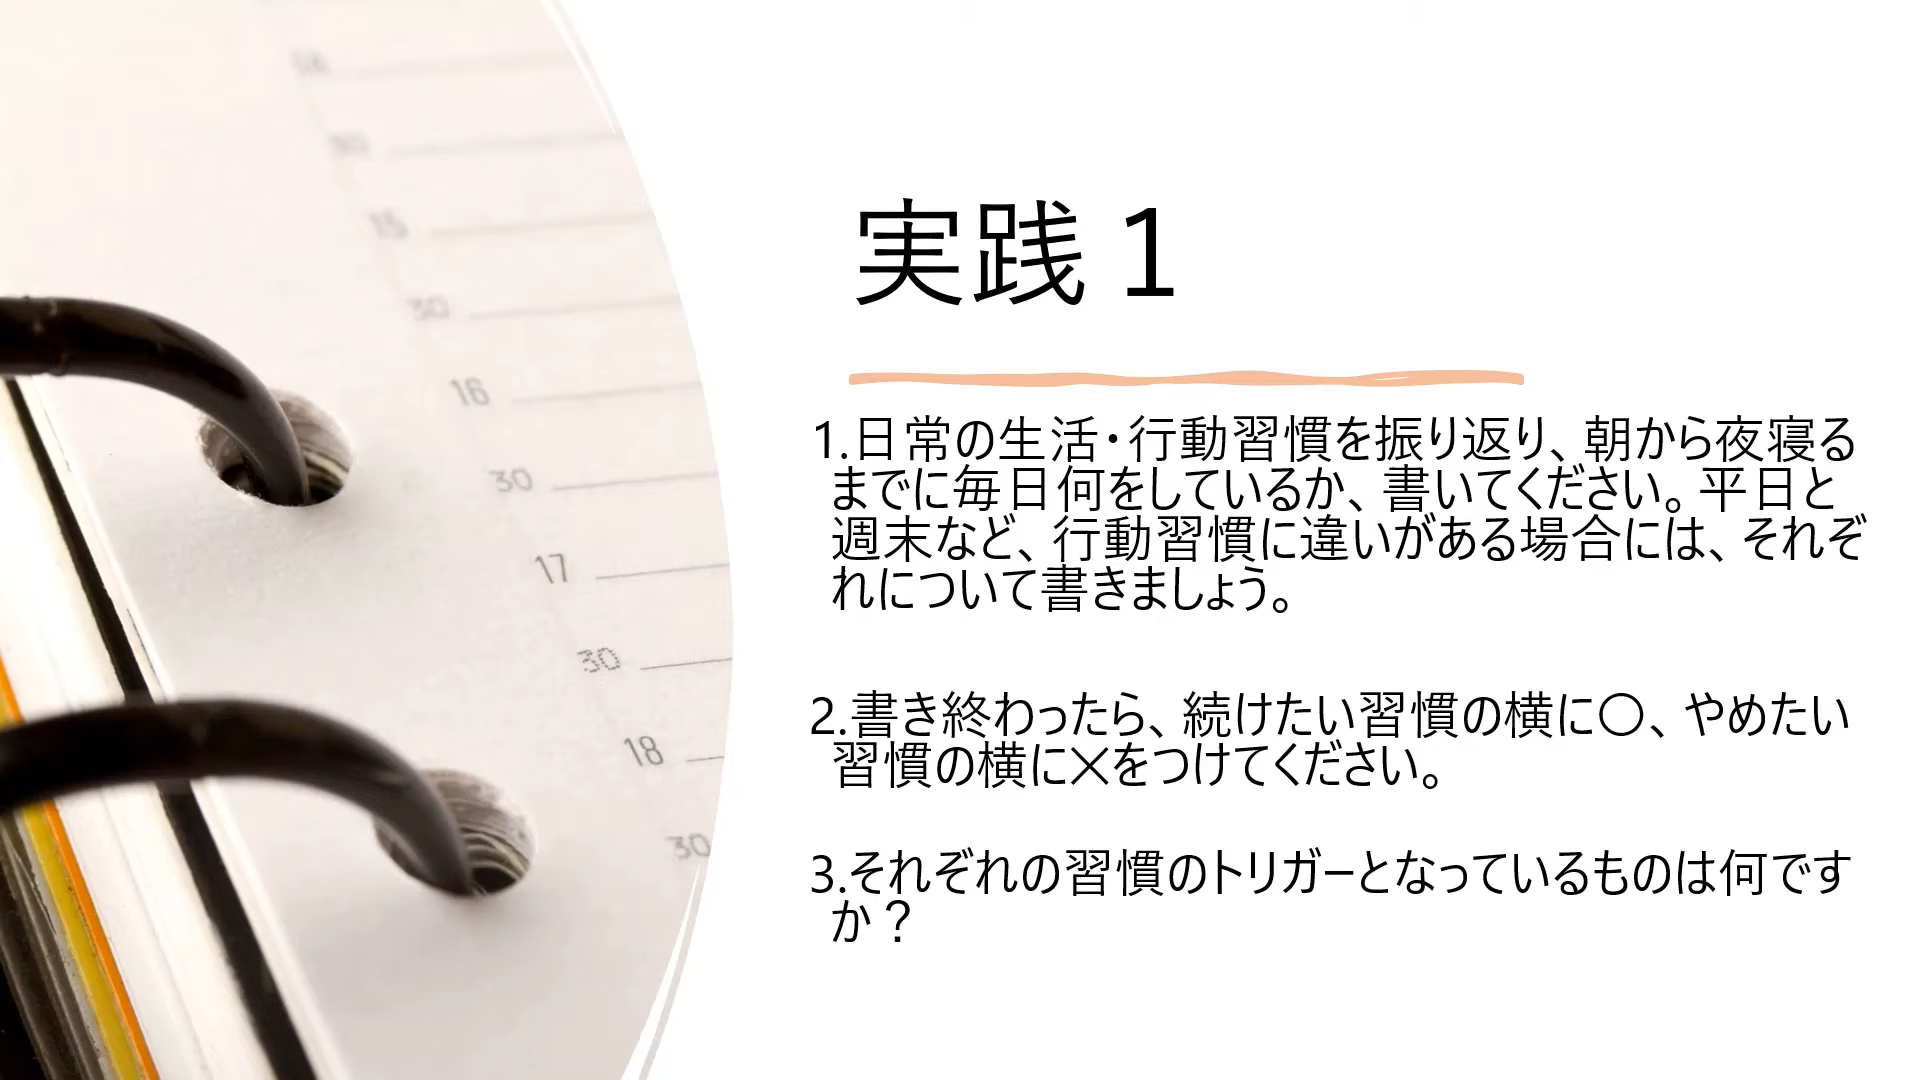 14
30
15
30
16
30
17
30
18
30
実践1
1.日常の生活・行動習慣を振り返り、朝から夜寝る
までに毎日何をしているか、書いてください。平日と
週末など、行動習慣に違いがある場合には、それぞ
れについて書きましょう。
2.書き終わったら、続けたい習慣の横に〇、やめたい
習慣の横に×をつけてください。
3.それぞれの習慣のトリガーとなっているものは何です
か？